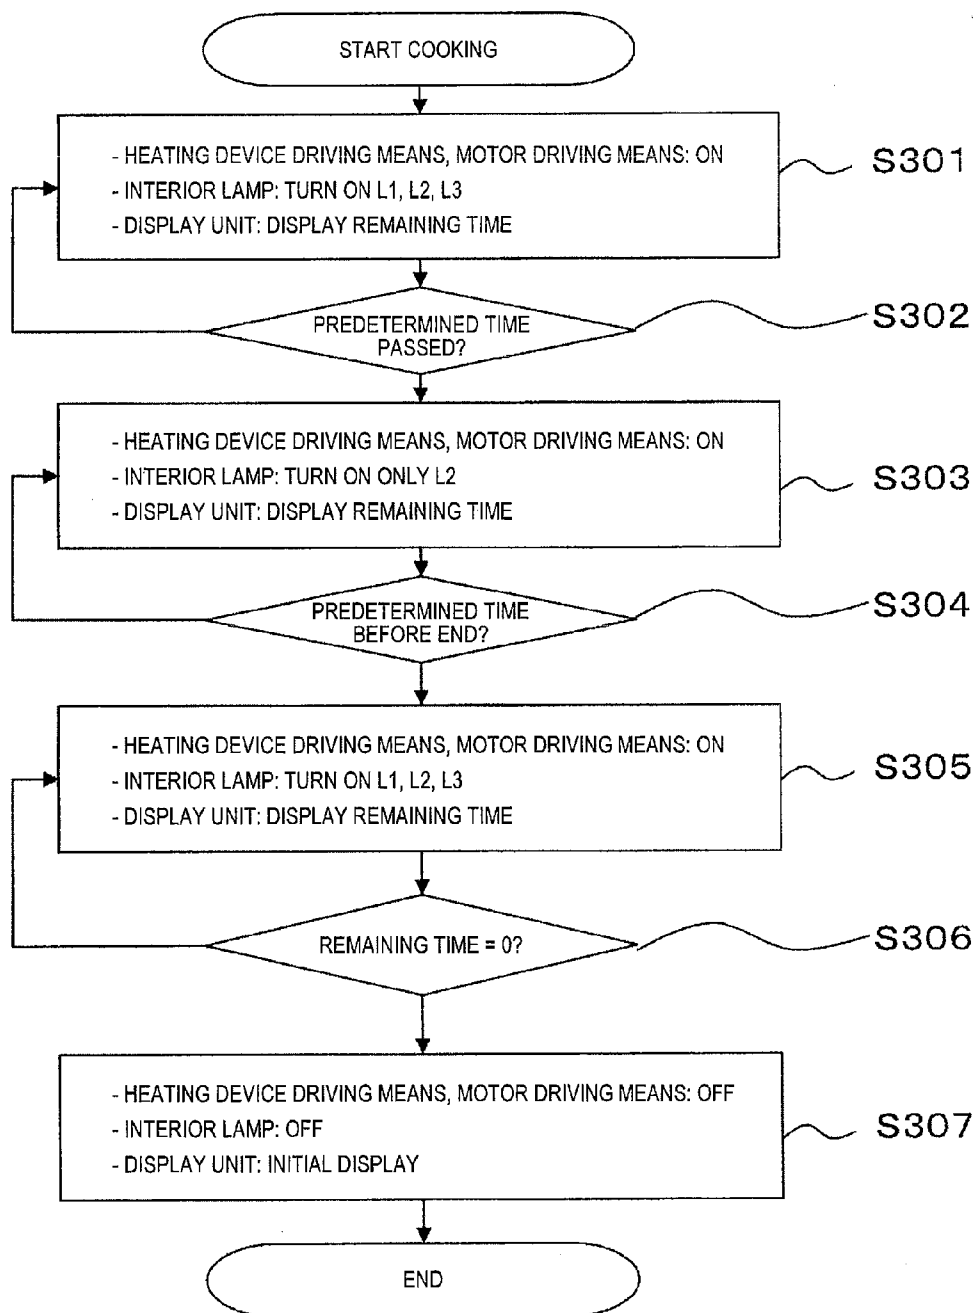 START COOKING
- HEATING DEVICE DRIVING MEANS, MOTOR DRIVING MEANS: ON
- INTERIOR LAMP: TURN ON L1, L2, L3
- DISPLAY UNIT: DISPLAY REMAINING TIME
S301
PREDETERMINED TIME
PASSED?
S302
- HEATING DEVICE DRIVING MEANS, MOTOR DRIVING MEANS: ON
- INTERIOR LAMP: TURN ON ONLY L2
- DISPLAY UNIT: DISPLAY REMAINING TIME
S303
PREDETERMINED TIME
BEFORE END?
S304
- HEATING DEVICE DRIVING MEANS, MOTOR DRIVING MEANS: ON
- INTERIOR LAMP: TURN ON L1, L2, L3
- DISPLAY UNIT: DISPLAY REMAINING TIME
S305
REMAINING TIME = 0?
S306
- HEATING DEVICE DRIVING MEANS, MOTOR DRIVING MEANS: OFF
- INTERIOR LAMP: OFF
- DISPLAY UNIT: INITIAL DISPLAY
S307
END